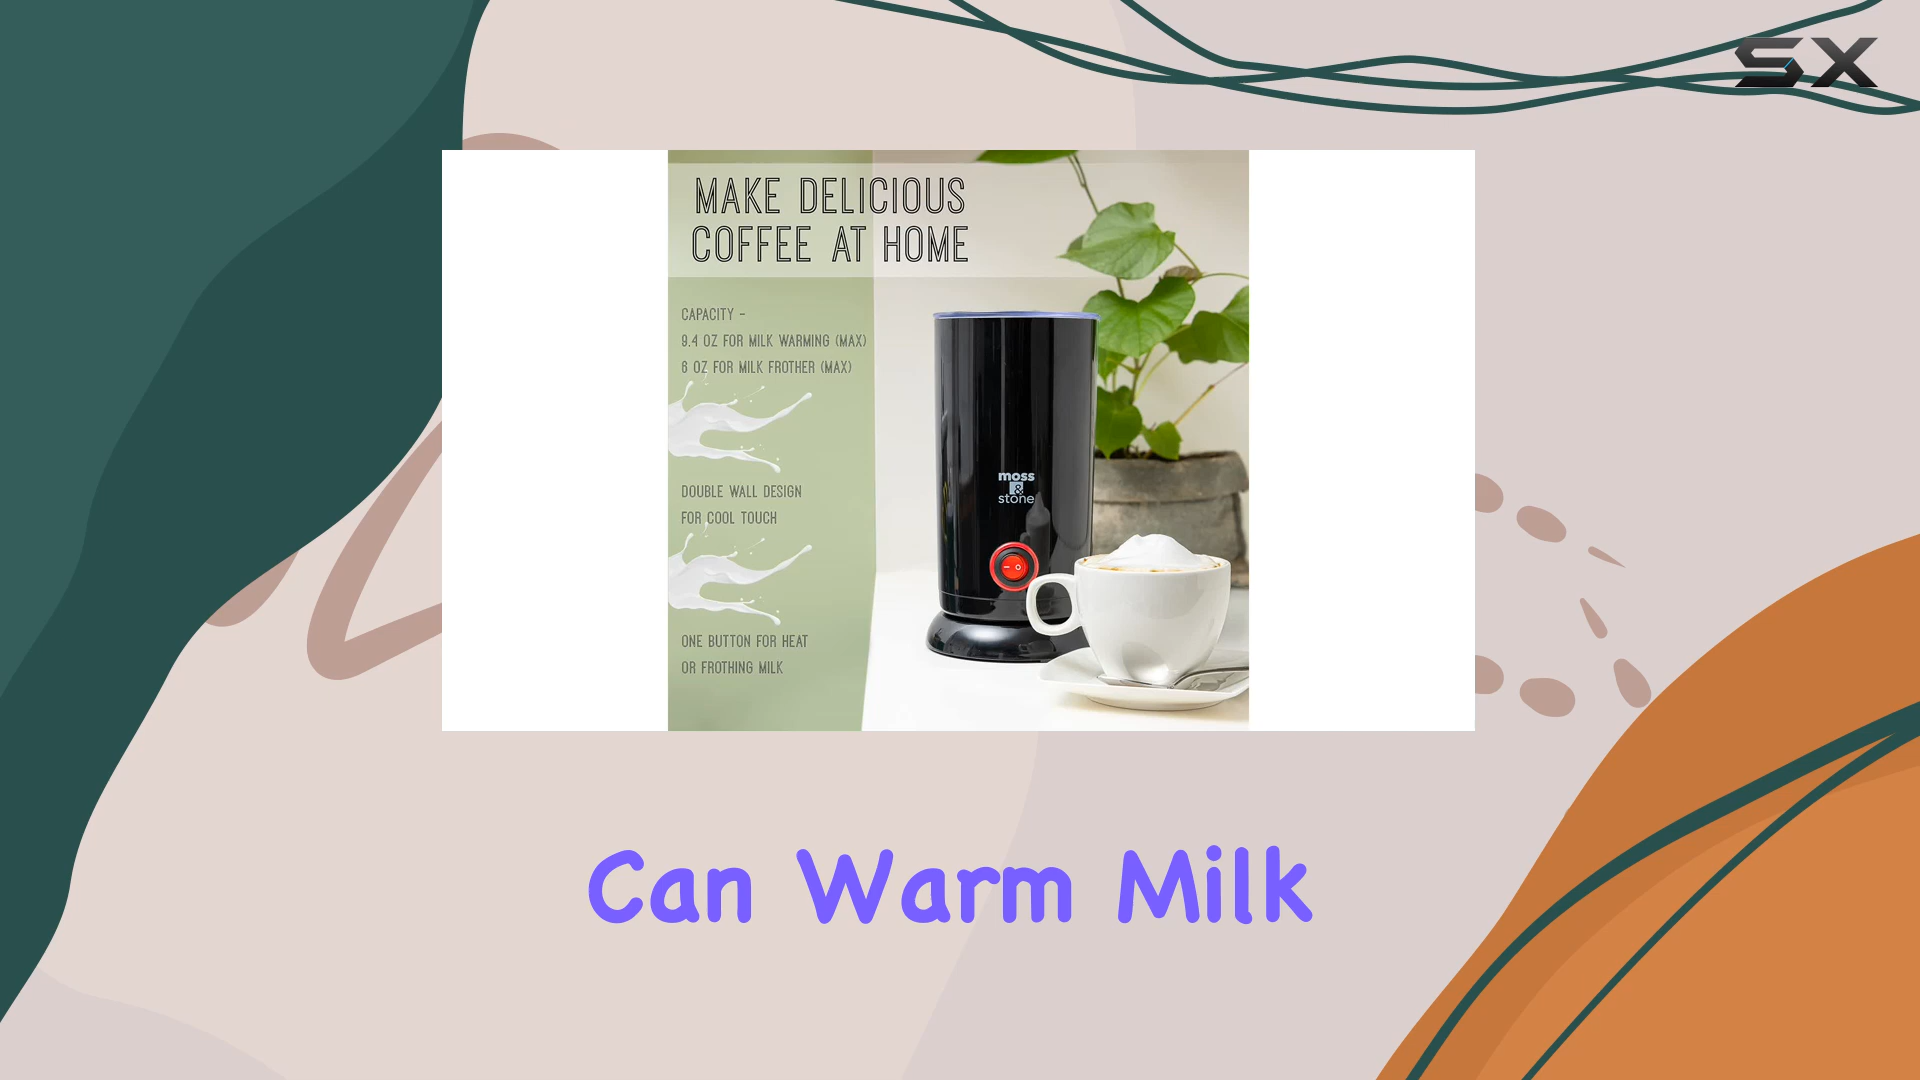 SX
MAKE DELICIOUS
COFFEE AT HOME
CAPACITY -
9.4 OZ FOR MILK WARMING (MAX)
6 OZ FOR MILK FROTHER (MAX)
DOUBLE WALL DESIGN
FOR COOL TOUCH
ONE BUTTON FOR HEAT
OR FROTHING MILK
moss
&
stone
Can Warm Milk